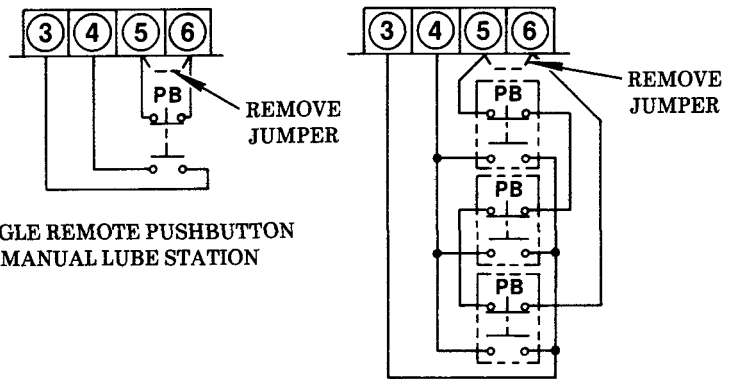 3 4 5 6
PB
REMOVE
JUMPER
GLE REMOTE PUSHBUTTON
MANUAL LUBE STATION
3 4 5 6
PB
REMOVE
JUMPER
PB
PB